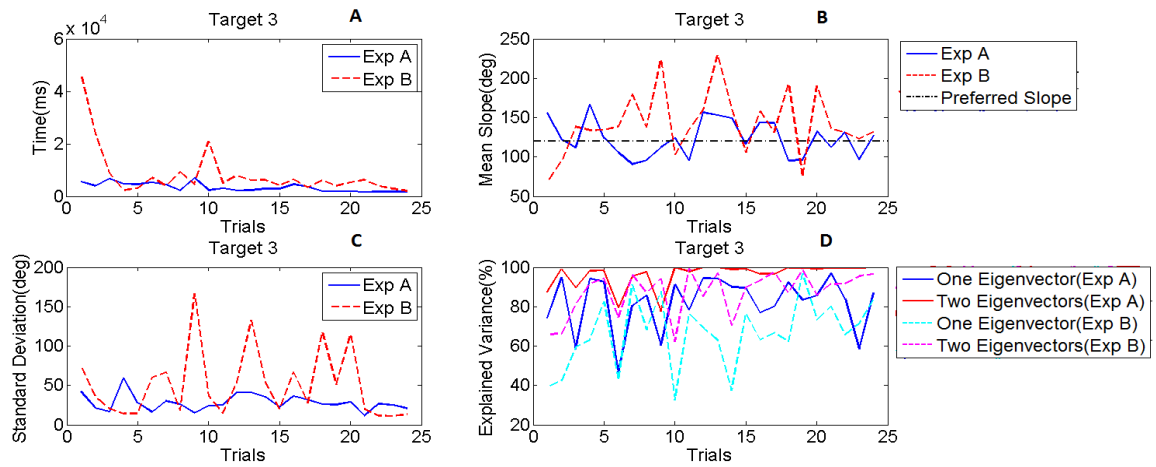 Target 3 A
x 10^4
6
4
2
0
Time(ms)
0 5 10 15 20 25
Trials
Exp A
Exp B
Target 3 B
250
200
150
100
50
Mean Slope(deg)
0 5 10 15 20 25
Trials
Exp A
Exp B
Preferred Slope
Target 3 C
200
150
100
50
0
Standard Deviation(deg)
0 5 10 15 20 25
Trials
Exp A
Exp B
Target 3 D
100
80
60
40
20
Explained Variance(%)
0 5 10 15 20 25
Trials
One Eigenvector(Exp A)
Two Eigenvectors(Exp A)
One Eigenvector(Exp B)
Two Eigenvectors(Exp B)